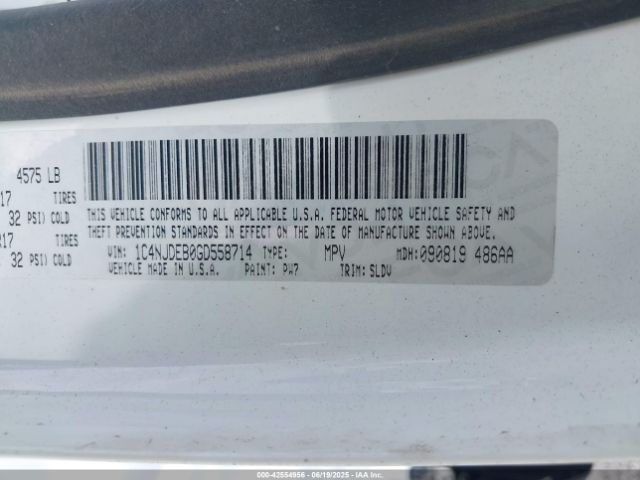 4575 LB
17 TIRES
32 PSI) COLD
R17 TIRES
32 PSI) COLD
THIS VEHICLE CONFORMS TO ALL APPLICABLE U.S.A. FEDERAL MOTOR VEHICLE SAFETY AND
THEFT PREVENTION STANDARDS IN EFFECT ON THE DATE OF MANUFACTURE SHOWN ABOVE.
VIN: 1C4NJDEB0GD558714 TYPE: MPV MDH: 090819 486AA
VEHICLE MADE IN U.S.A. PAINT: PW7 TRIM: SLDV
000-42554956 - 06/19/2025 - IAA Inc.